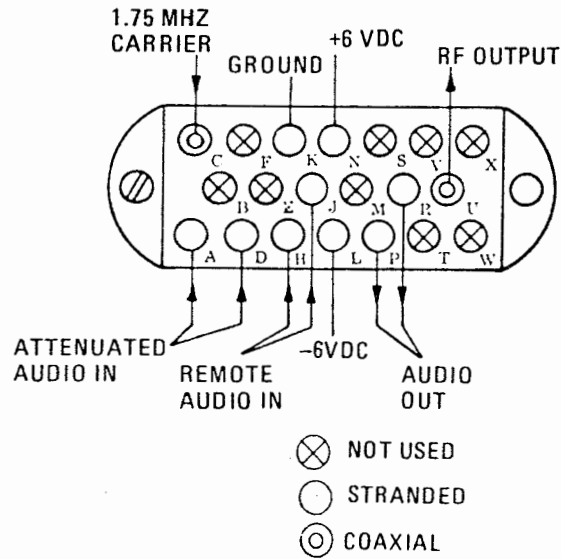 1.75 MHZ
CARRIER
GROUND
+6 VDC
RF OUTPUT
C F K N S V X
B E J M R U
A D H L P T W
ATTENUATED
AUDIO IN
REMOTE
AUDIO IN
-6VDC
AUDIO
OUT
NOT USED
STRANDED
COAXIAL